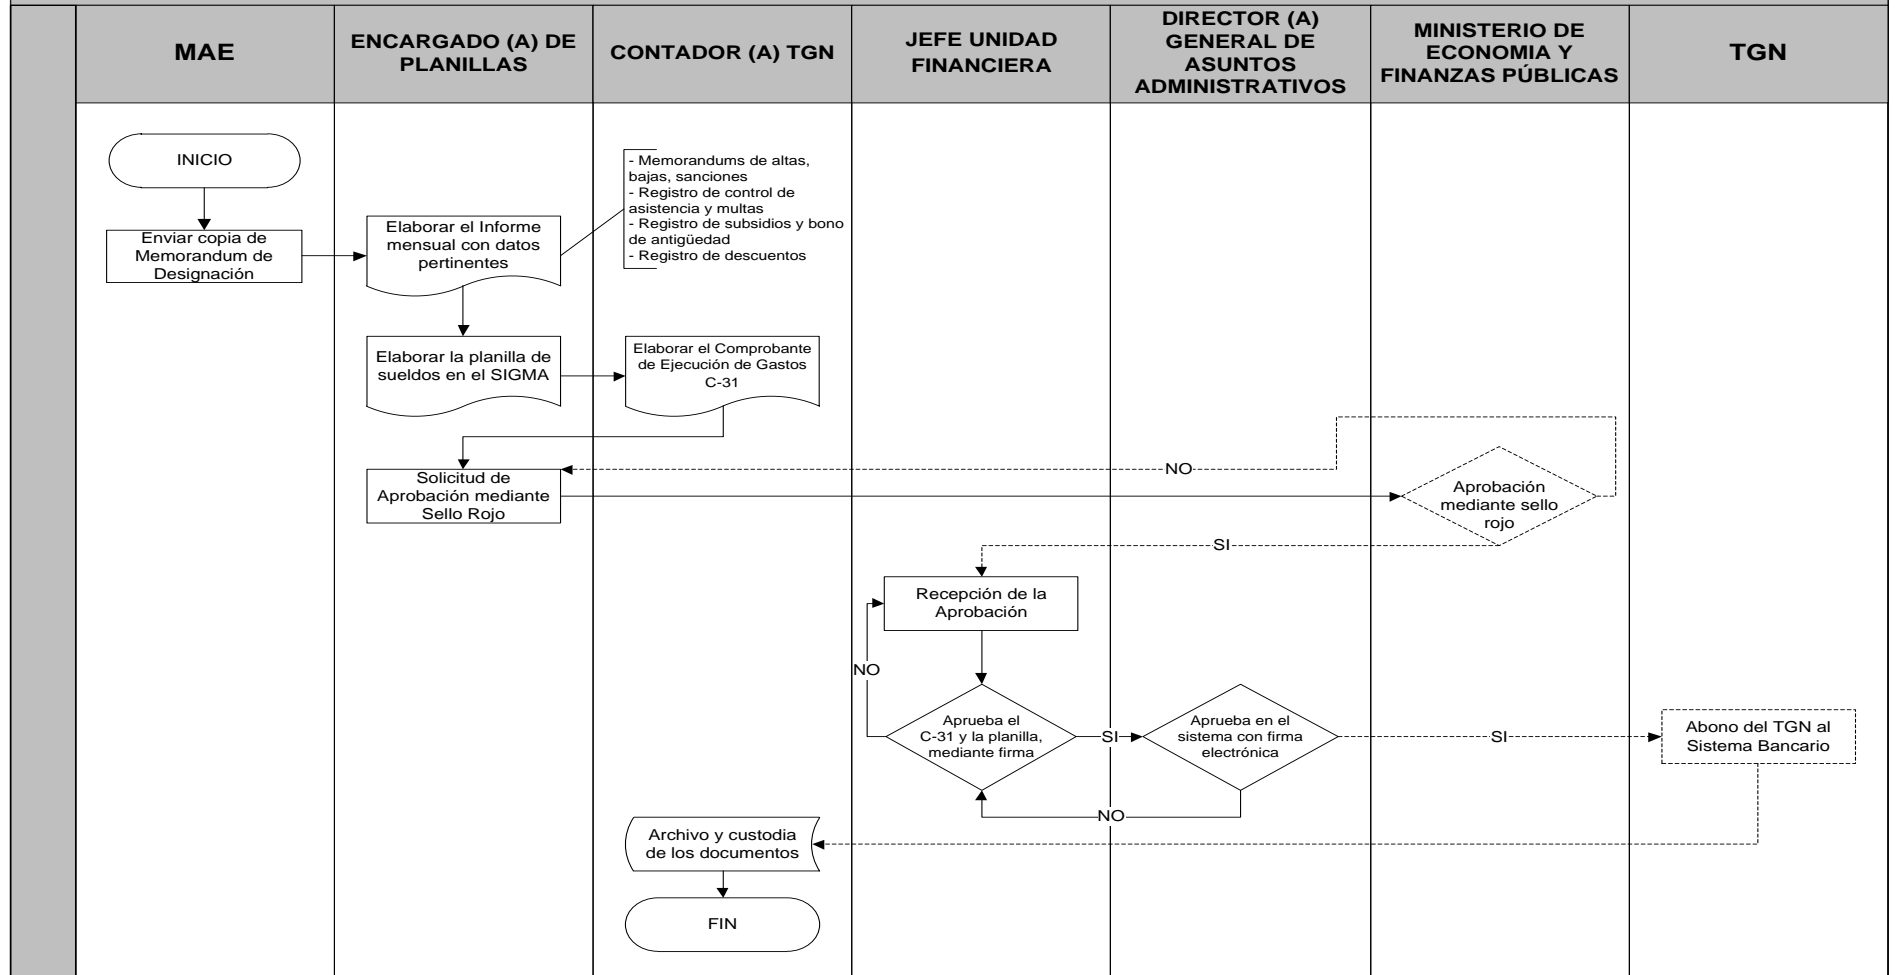 MAE
ENCARGADO (A) DE
PLANILLAS
CONTADOR (A) TGN
JEFE UNIDAD
FINANCIERA
DIRECTOR (A)
GENERAL DE
ASUNTOS
ADMINISTRATIVOS
MINISTERIO DE
ECONOMIA Y
FINANZAS PÚBLICAS
TGN
INICIO
Enviar copia de
Memorandum de
Designación
Elaborar el Informe
mensual con datos
pertinentes
- Memorandums de altas,
bajas, sanciones
- Registro de control de
asistencia y multas
- Registro de subsidios y bono
de antigüedad
- Registro de descuentos
Elaborar la planilla de
sueldos en el SIGMA
Elaborar el Comprobante
de Ejecución de Gastos
C-31
Solicitud de
Aprobación mediante
Sello Rojo
NO
Aprobación
mediante sello
rojo
SI
Recepción de la
Aprobación
NO
Aprueba el
C-31 y la planilla,
mediante firma
SI
Aprueba en el
sistema con firma
electrónica
SI
Abono del TGN al
Sistema Bancario
NO
Archivo y custodia
de los documentos
FIN